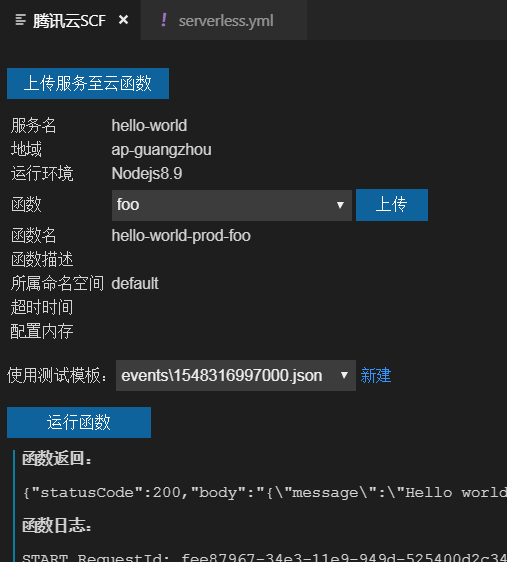 腾讯云SCF × ! serverless.yml
上传服务至云函数
服务名 hello-world
地域 ap-guangzhou
运行环境 Nodejs8.9
函数 foo 上传
函数名 hello-world-prod-foo
函数描述
所属命名空间 default
超时时间
配置内存
使用测试模板: events\1548316997000.json 新建
运行函数
函数返回:
{"statusCode":200,"body":"{\"message\":\"Hello world
函数日志:
START RequestId: fee87967-34e3-11e9-949d-525400d2c34